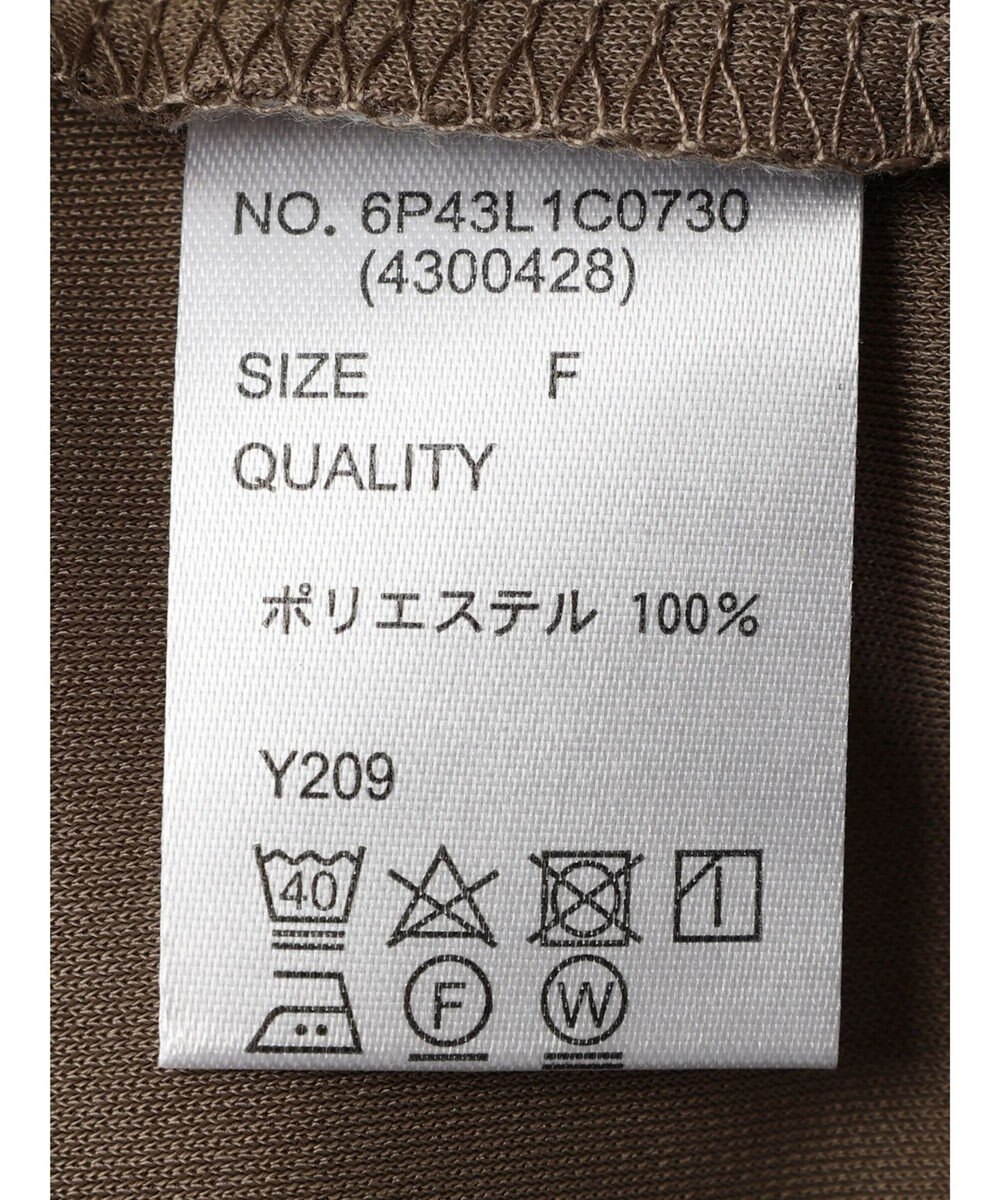 NO. 6P43L1C0730
(4300428)
SIZE F
QUALITY
ポリエステル 100%
Y209
40
F W